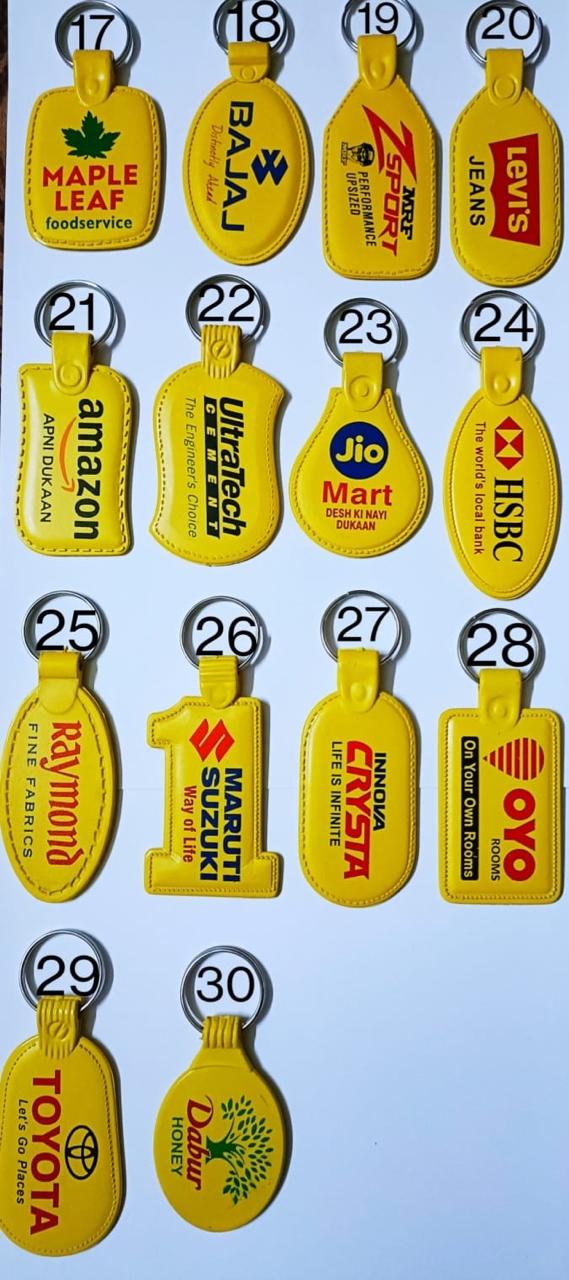 17
MAPLE
LEAF
foodservice
18
BAJAJ
Distinctly Ahead
19
MRF
ZSPORT
PERFORMANCE
UPSIZED
20
Levi's
JEANS
21
amazon
APNI DUKAAN
22
UltraTech
CEMENT
The Engineer's Choice
23
Jio
Mart
DESH KI NAYI
DUKAAN
24
HSBC
The world's local bank
25
Raymond
FINE FABRICS
26
MARUTI
SUZUKI
Way of Life
27
INNOVA
CRYSTA
LIFE IS INFINITE
28
OYO
ROOMS
On Your Own Rooms
29
TOYOTA
Let's Go Places
30
Dabur
HONEY